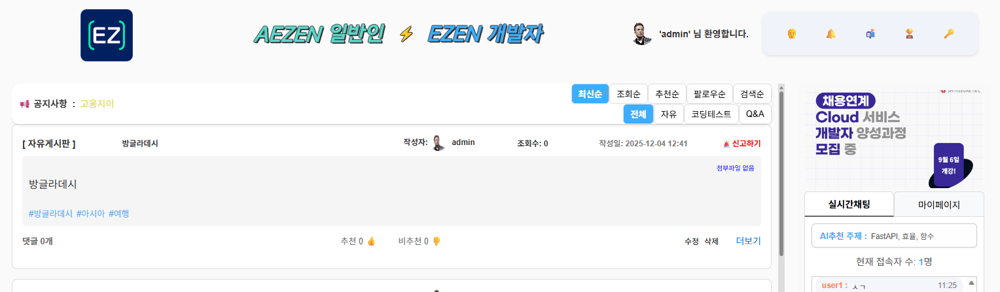 [EZ]
AEZEN 일반인 ⚡ EZEN 개발자
'admin' 님 환영합니다.
공지사항 : 고웅지이
최신순 조회순 추천순 팔로우순 검색순
전체 자유 코딩테스트 Q&A
[ 자유게시판 ] 방글라데시 작성자: admin 조회수: 0 작성일: 2025-12-04 12:41 신고하기
첨부파일 없음
방글라데시
#방글라데시 #아시아 #여행
댓글 0개 추천 0 비추천 0 수정 삭제 더보기
채용연계
Cloud 서비스
개발자 양성과정
모집 중
9월 6일
개강!
실시간채팅 마이페이지
AI추천 주제 : FastAPI, 효율, 함수
현재 접속자 수: 1명
user1 : ㅅㄱ 11:25